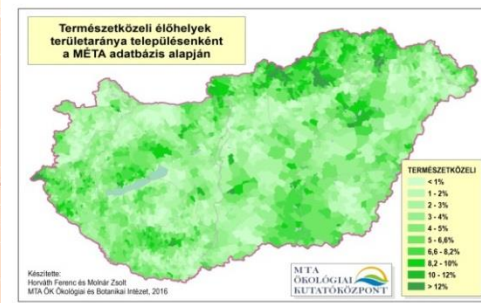 Természetközeli élőhelyek
területaránya településenként
a MÉTA adatbázis alapján
TERMÉSZETKÖZELI
< 1%
1 - 2%
2 - 3%
3 - 4%
4 - 5%
5 - 6,6%
6,6 - 8,2%
8,2 - 10%
10 - 12%
> 12%
Készítette:
Horváth Ferenc és Molnár Zsolt
MTA ÖK Ökológiai és Botanikai Intézet, 2016
MTA
ÖKOLÓGIAI
KUTATÓKÖZPONT